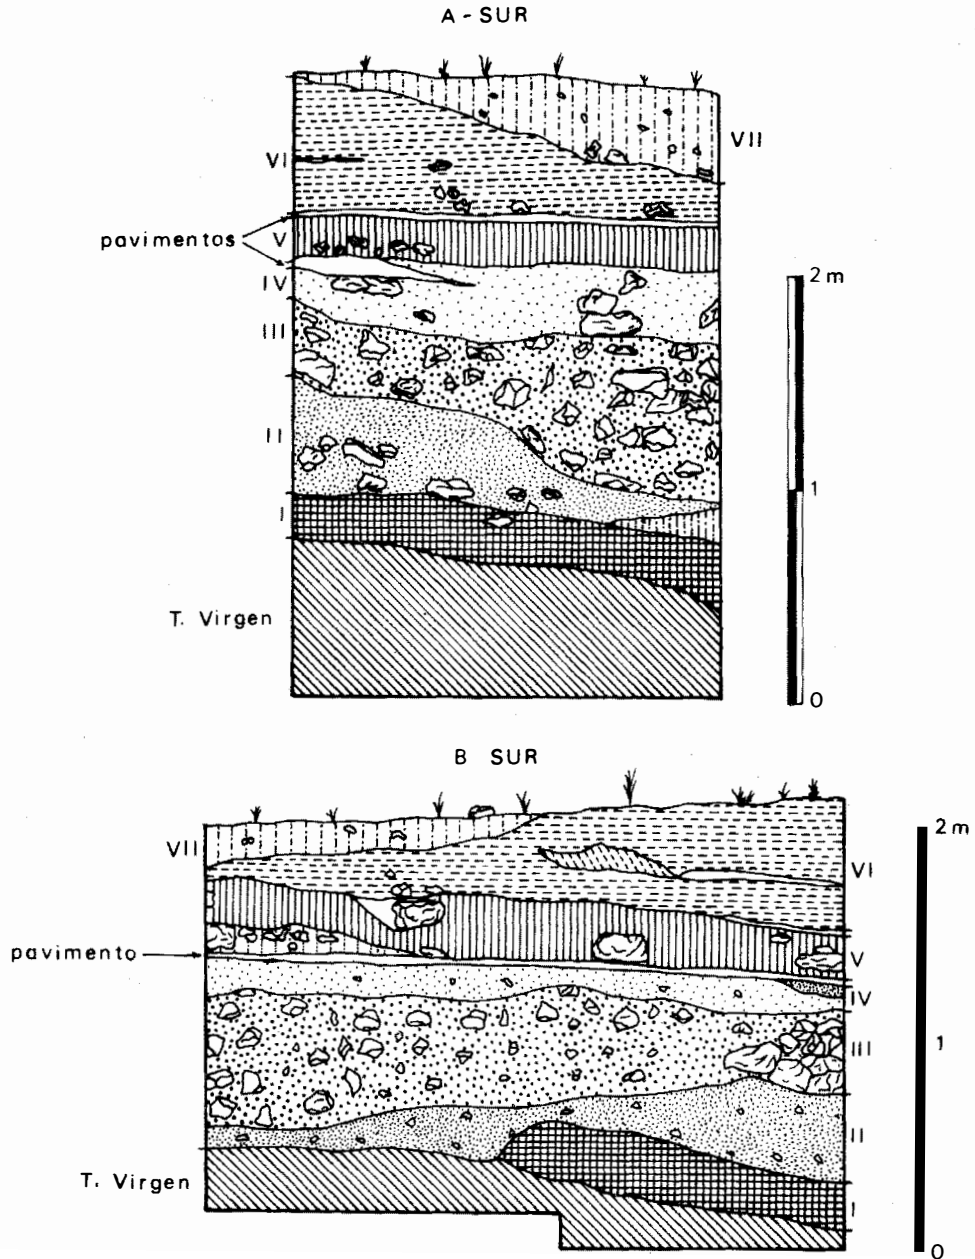 A - SUR
VII
VI
pavimentos
V
IV
2 m
III
II
1
I
T. Virgen
0
B SUR
2 m
VII
VI
pavimento
V
IV
1
III
II
T. Virgen
I
0